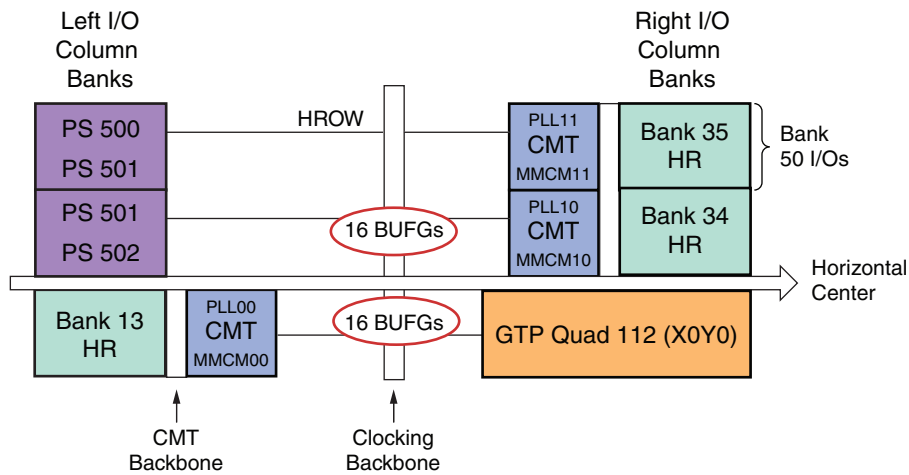 Left I/O
Column
Banks
Right I/O
Column
Banks
PS 500
PS 501
HROW
PLL11
CMT
MMCM11
Bank 35
HR
Bank
50 I/Os
PS 501
PS 502
16 BUFGs
PLL10
CMT
MMCM10
Bank 34
HR
Horizontal
Center
Bank 13
HR
PLL00
CMT
MMCM00
16 BUFGs
GTP Quad 112 (X0Y0)
CMT
Backbone
Clocking
Backbone